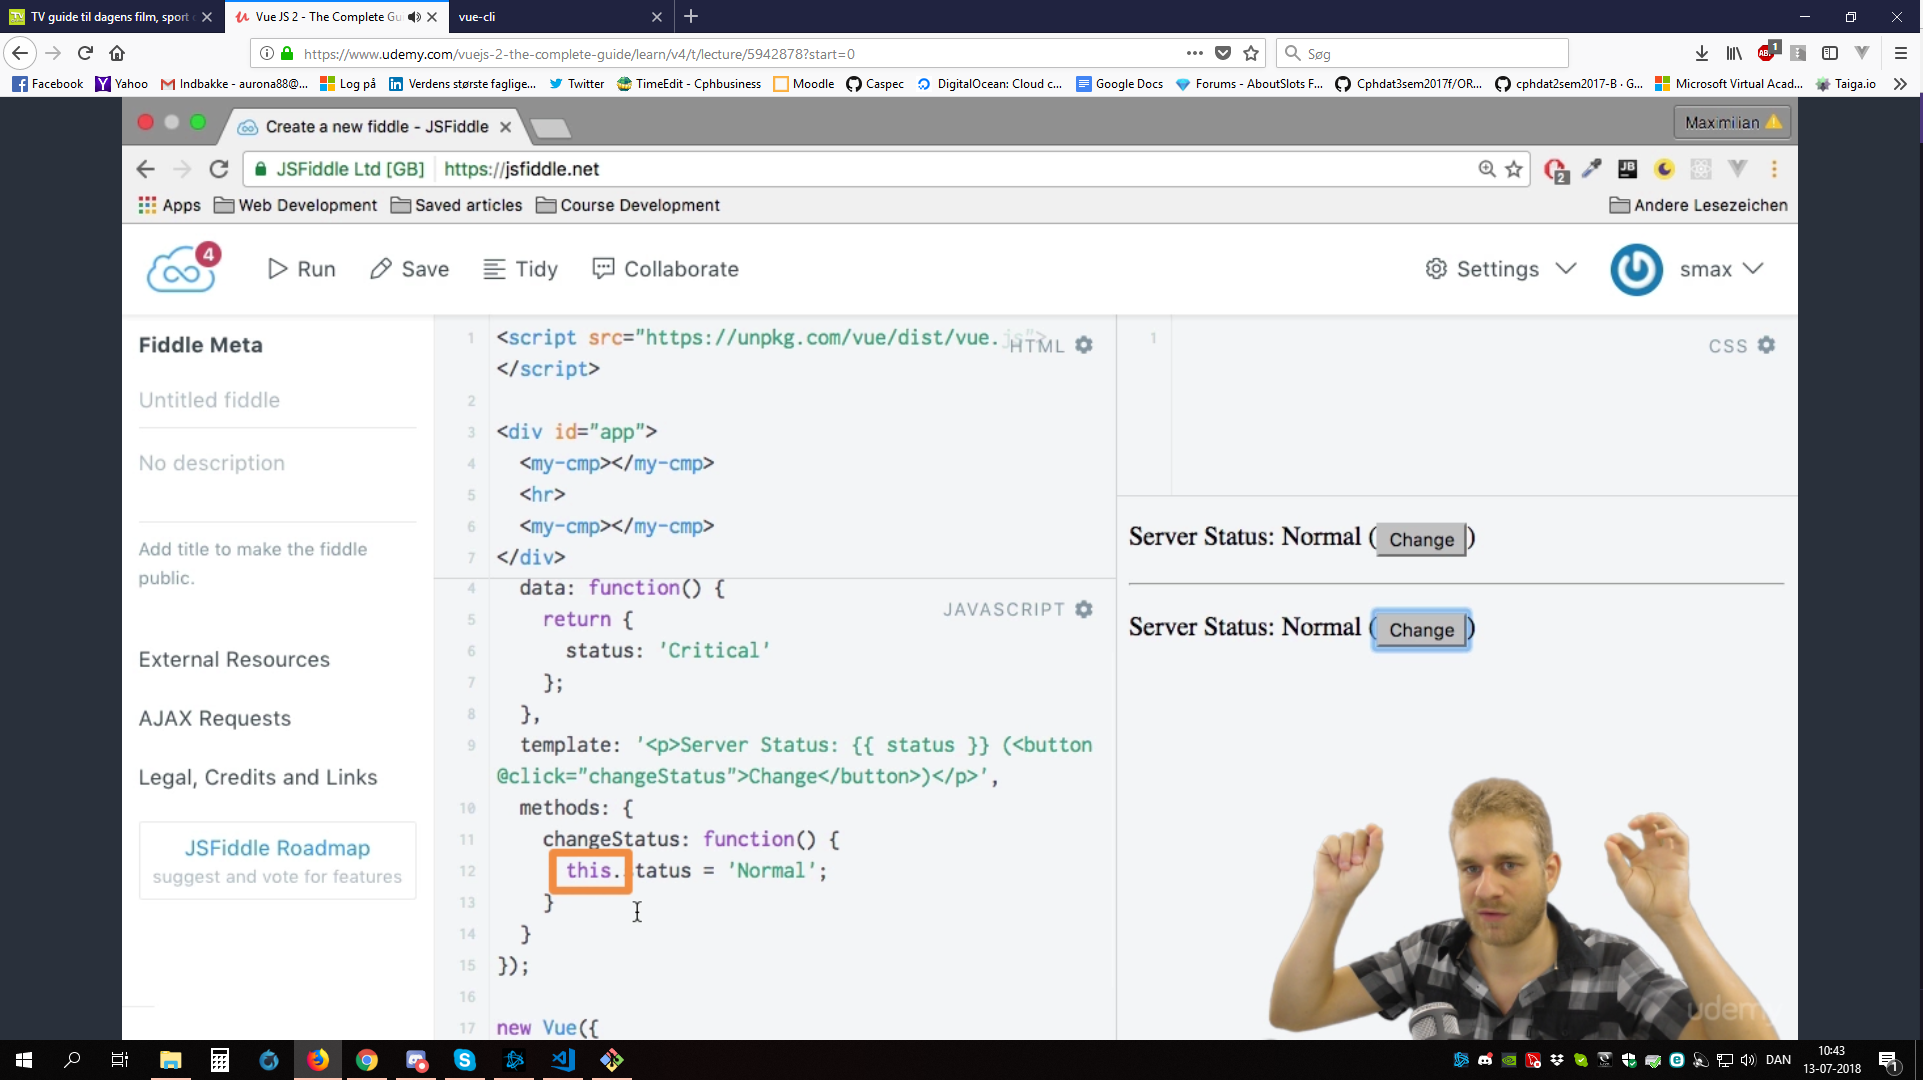 TV guide til dagens film, sport
Vue JS 2 - The Complete Gu
vue-cli
https://www.udemy.com/vuejs-2-the-complete-guide/learn/v4/t/lecture/5942878?start=0
Søg
1
Facebook
Yahoo
Indbakke - aurona88@...
Log på
Verdens største faglige...
Twitter
TimeEdit - Cphbusiness
Moodle
Caspec
DigitalOcean: Cloud c...
Google Docs
Forums - AboutSlots F...
Cphdat3sem2017f/OR...
cphdat2sem2017-B · G...
Microsoft Virtual Acad...
Taiga.io
Create a new fiddle - JSFiddle
Maximilian
JSFiddle Ltd [GB]
https://jsfiddle.net
2
JB
Apps
Web Development
Saved articles
Course Development
Andere Lesezeichen
4
Run
Save
Tidy
Collaborate
Settings
smax
Fiddle Meta
Untitled fiddle
No description
Add title to make the fiddle
public.
External Resources
AJAX Requests
Legal, Credits and Links
JSFiddle Roadmap
suggest and vote for features
HTML
1 <script src="https://unpkg.com/vue/dist/vue.js">
</script>
2
3 <div id="app">
4 <my-cmp></my-cmp>
5 <hr>
6 <my-cmp></my-cmp>
7 </div>
JAVASCRIPT
4 data: function() {
5 return {
6 status: 'Critical'
7 };
8 },
9 template: '<p>Server Status: {{ status }} (<button
@click="changeStatus">Change</button>)</p>',
10 methods: {
11 changeStatus: function() {
12 this.status = 'Normal';
13 }
14 }
15 });
16
17 new Vue({
1
CSS
Server Status: Normal (Change)
Server Status: Normal (Change)
udemy
DAN
10:43
13-07-2018
1